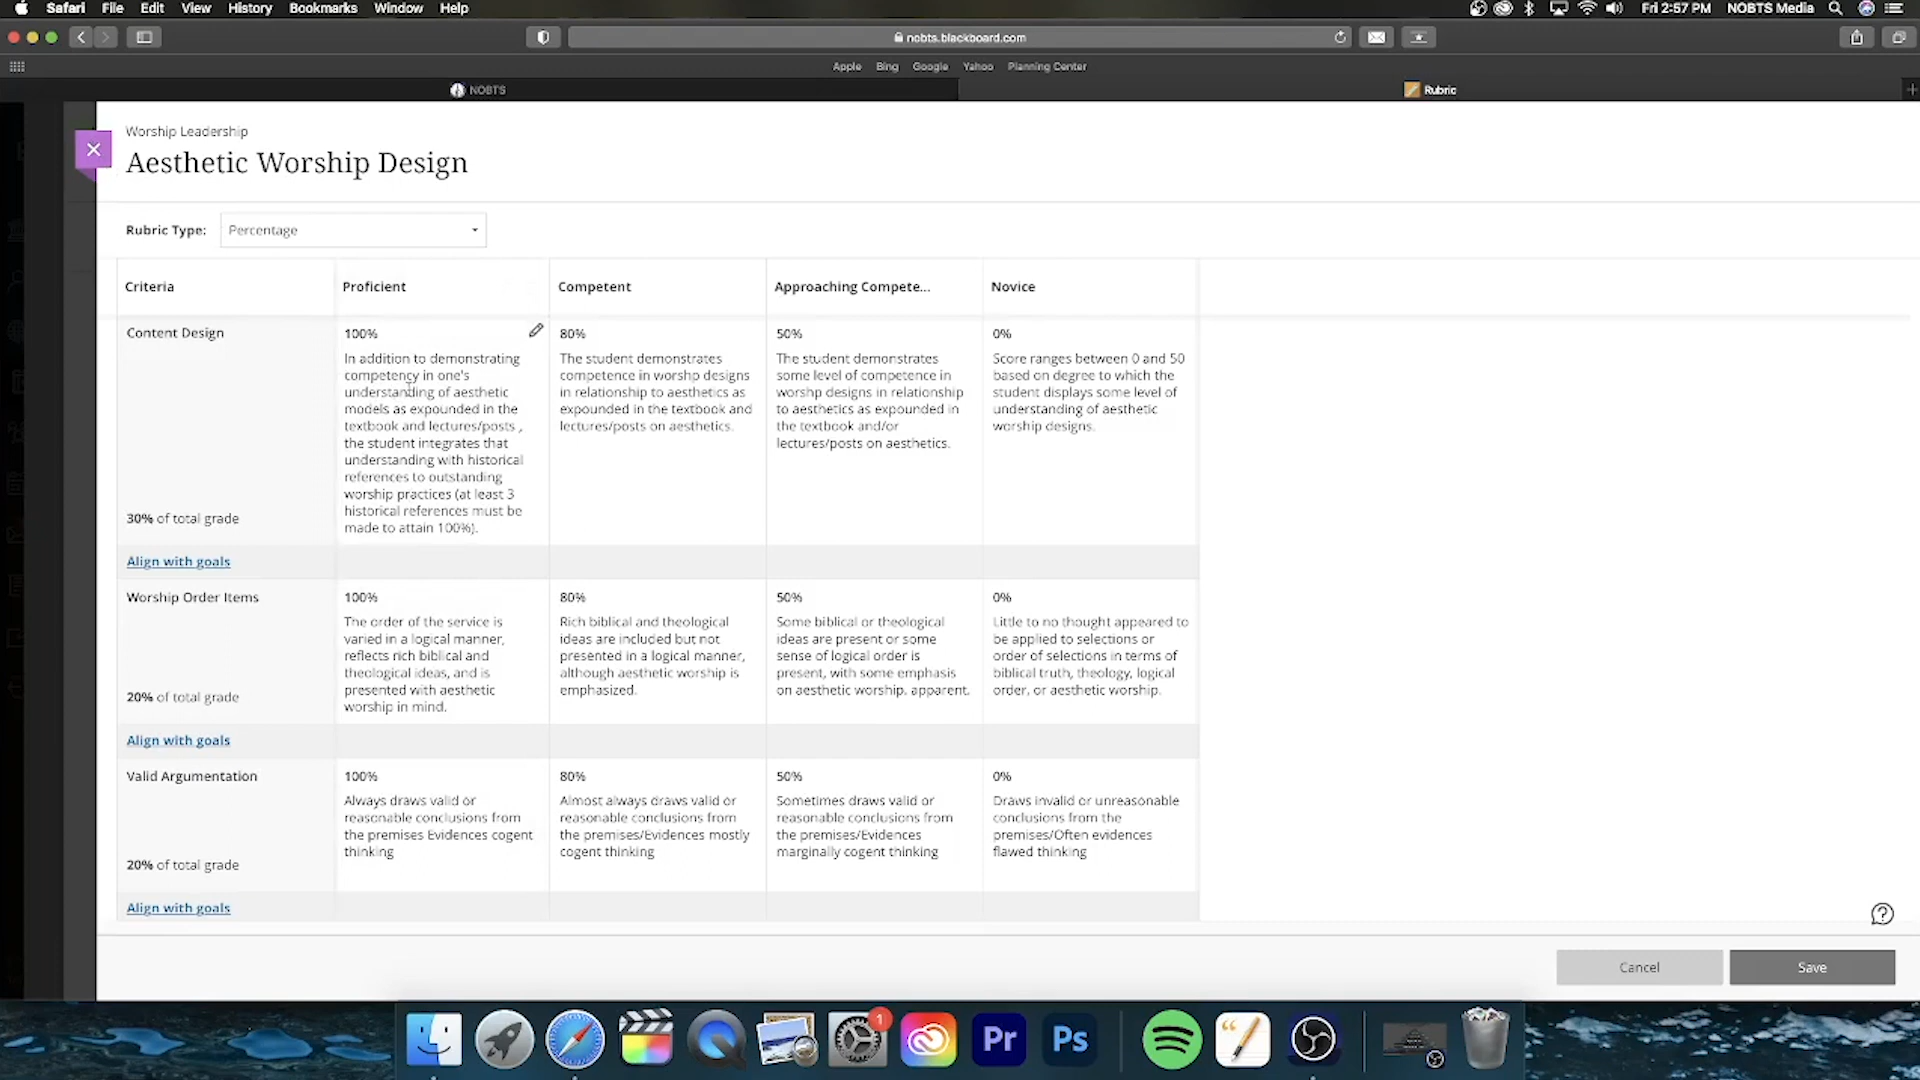 Safari File Edit View History Bookmarks Window Help
Fri 2:57 PM NOBTS Media
nobts.blackboard.com
Apple Bing Google Yahoo Planning Center
NOBTS
Rubric
Worship Leadership
Aesthetic Worship Design
Rubric Type: Percentage
Criteria
Proficient
Competent
Approaching Compete...
Novice
Content Design
30% of total grade
100%
In addition to demonstrating
competency in one's
understanding of aesthetic
models as expounded in the
textbook and lectures/posts ,
the student integrates that
understanding with historical
references to outstanding
worship practices (at least 3
historical references must be
made to attain 100%).
80%
The student demonstrates
competence in worshp designs
in relationship to aesthetics as
expounded in the textbook and
lectures/posts on aesthetics.
50%
The student demonstrates
some level of competence in
worshp designs in relationship
to aesthetics as expounded in
the textbook and/or
lectures/posts on aesthetics.
0%
Score ranges between 0 and 50
based on degree to which the
student displays some level of
understanding of aesthetic
worship designs.
Align with goals
Worship Order Items
20% of total grade
100%
The order of the service is
varied in a logical manner,
reflects rich biblical and
theological ideas, and is
presented with aesthetic
worship in mind.
80%
Rich biblical and theological
ideas are included but not
presented in a logical manner,
although aesthetic worship is
emphasized.
50%
Some biblical or theological
ideas are present or some
sense of logical order is
present, with some emphasis
on aesthetic worship. apparent.
0%
Little to no thought appeared to
be applied to selections or
order of selections in terms of
biblical truth, theology, logical
order, or aesthetic worship.
Align with goals
Valid Argumentation
20% of total grade
100%
Always draws valid or
reasonable conclusions from
the premises Evidences cogent
thinking
80%
Almost always draws valid or
reasonable conclusions from
the premises/Evidences mostly
cogent thinking
50%
Sometimes draws valid or
reasonable conclusions from
the premises/Evidences
marginally cogent thinking
0%
Draws invalid or unreasonable
conclusions from the
premises/Often evidences
flawed thinking
Align with goals
Cancel
Save
1
Pr
Ps